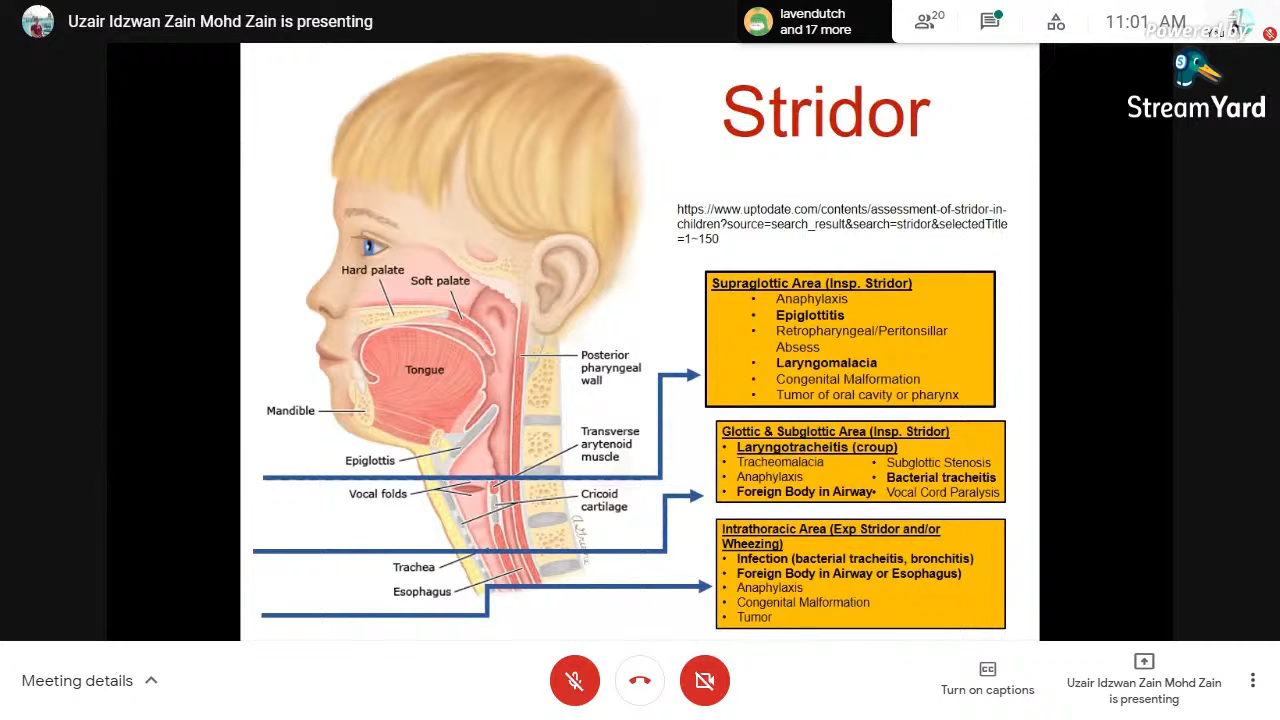 Uzair Idzwan Zain Mohd Zain is presenting
lavendutch
and 17 more
20
11:01 AM
You
Powered by
StreamYard
Stridor
https://www.uptodate.com/contents/assessment-of-stridor-in-
children?source=search_result&search=stridor&selectedTitle
=1~150
Hard palate
Soft palate
Tongue
Posterior
pharyngeal
wall
Mandible
Transverse
arytenoid
muscle
Epiglottis
Vocal folds
Cricoid
cartilage
Trachea
Esophagus
Supraglottic Area (Insp. Stridor)
• Anaphylaxis
• Epiglottitis
• Retropharyngeal/Peritonsillar
Absess
• Laryngomalacia
• Congenital Malformation
• Tumor of oral cavity or pharynx
Glottic & Subglottic Area (Insp. Stridor)
• Laryngotracheitis (croup)
• Tracheomalacia • Subglottic Stenosis
• Anaphylaxis • Bacterial tracheitis
• Foreign Body in Airway • Vocal Cord Paralysis
Intrathoracic Area (Exp Stridor and/or
Wheezing)
• Infection (bacterial tracheitis, bronchitis)
• Foreign Body in Airway or Esophagus)
• Anaphylaxis
• Congenital Malformation
• Tumor
Meeting details
CC
Turn on captions
Uzair Idzwan Zain Mohd Zain
is presenting